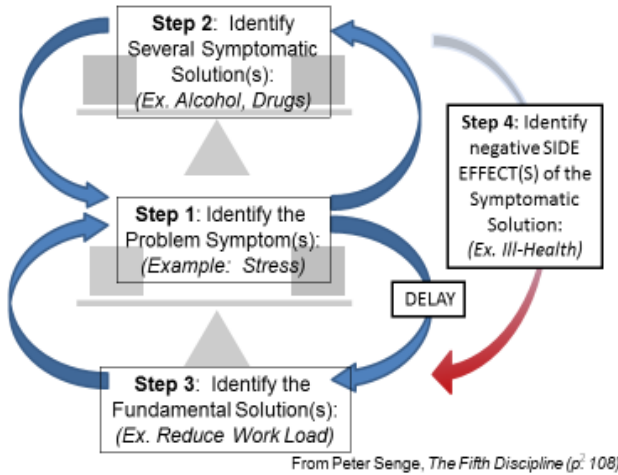 Step 2: Identify
Several Symptomatic
Solution(s):
(Ex. Alcohol, Drugs)
Step 4: Identify
negative SIDE
EFFECT(S) of the
Symptomatic
Solution:
(Ex. Ill-Health)
Step 1: Identify the
Problem Symptom(s):
(Example: Stress)
DELAY
Step 3: Identify the
Fundamental Solution(s):
(Ex. Reduce Work Load)
2
From Peter Senge, The Fifth Discipline (p. 108)